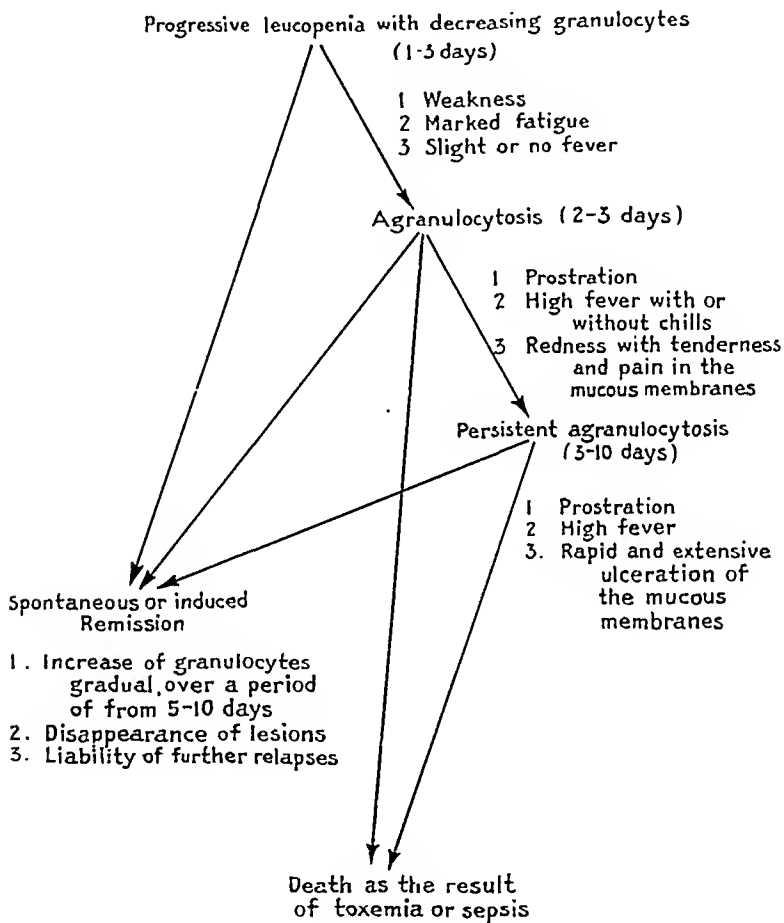 Progressive leucopenia with decreasing granulocytes
(1-3 days)
1 Weakness
2 Marked fatigue
3 Slight or no fever
Agranulocytosis (2-3 days)
1 Prostration
2 High fever with or
without chills
3 Redness with tenderness
and pain in the
mucous membranes
Persistent agranulocytosis
(3-10 days)
1 Prostration
2 High fever
3. Rapid and extensive
ulceration of
the mucous
membranes
Spontaneous or induced
Remission
1. Increase of granulocytes
gradual, over a period
of from 5-10 days
2. Disappearance of lesions
3. Liability of further relapses
Death as the result
of toxemia or sepsis